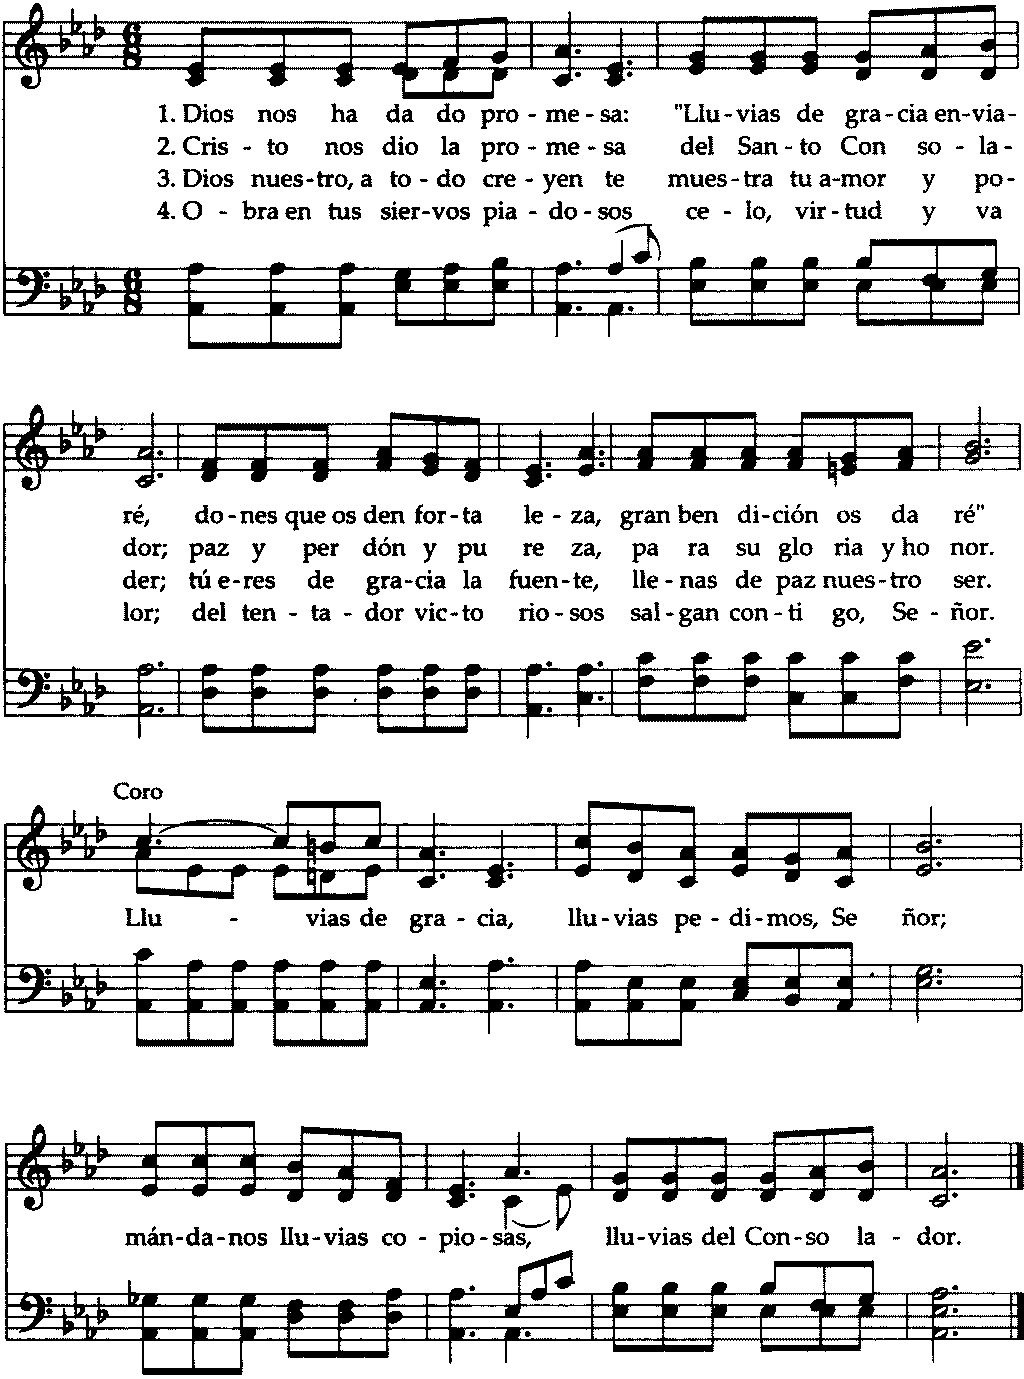 1. Dios nos ha da do pro-me-sa: "Llu-vias de gra-cia en-via-
2. Cris-to nos dio la pro-me-sa del San-to Con so-la-
3. Dios nues-tro, a to-do cre-yen te mues-tra tu a-mor y po-
4. O-bra en tus sier-vos pia-do-sos ce-lo, vir-tud y va
ré, do-nes que os den for-ta le-za, gran ben di-ción os da ré"
dor; paz y per dón y pu re za, pa ra su glo ria y ho nor.
der; tú e-res de gra-cia la fuen-te, lle-nas de paz nues-tro ser.
lor; del ten-ta-dor vic-to rio-sos sal-gan con-ti go, Se-ñor.
Coro
Llu-vias de gra-cia, llu-vias pe-di-mos, Se ñor;
mán-da-nos llu-vias co-pio-sas, llu-vias del Con-so la-dor.